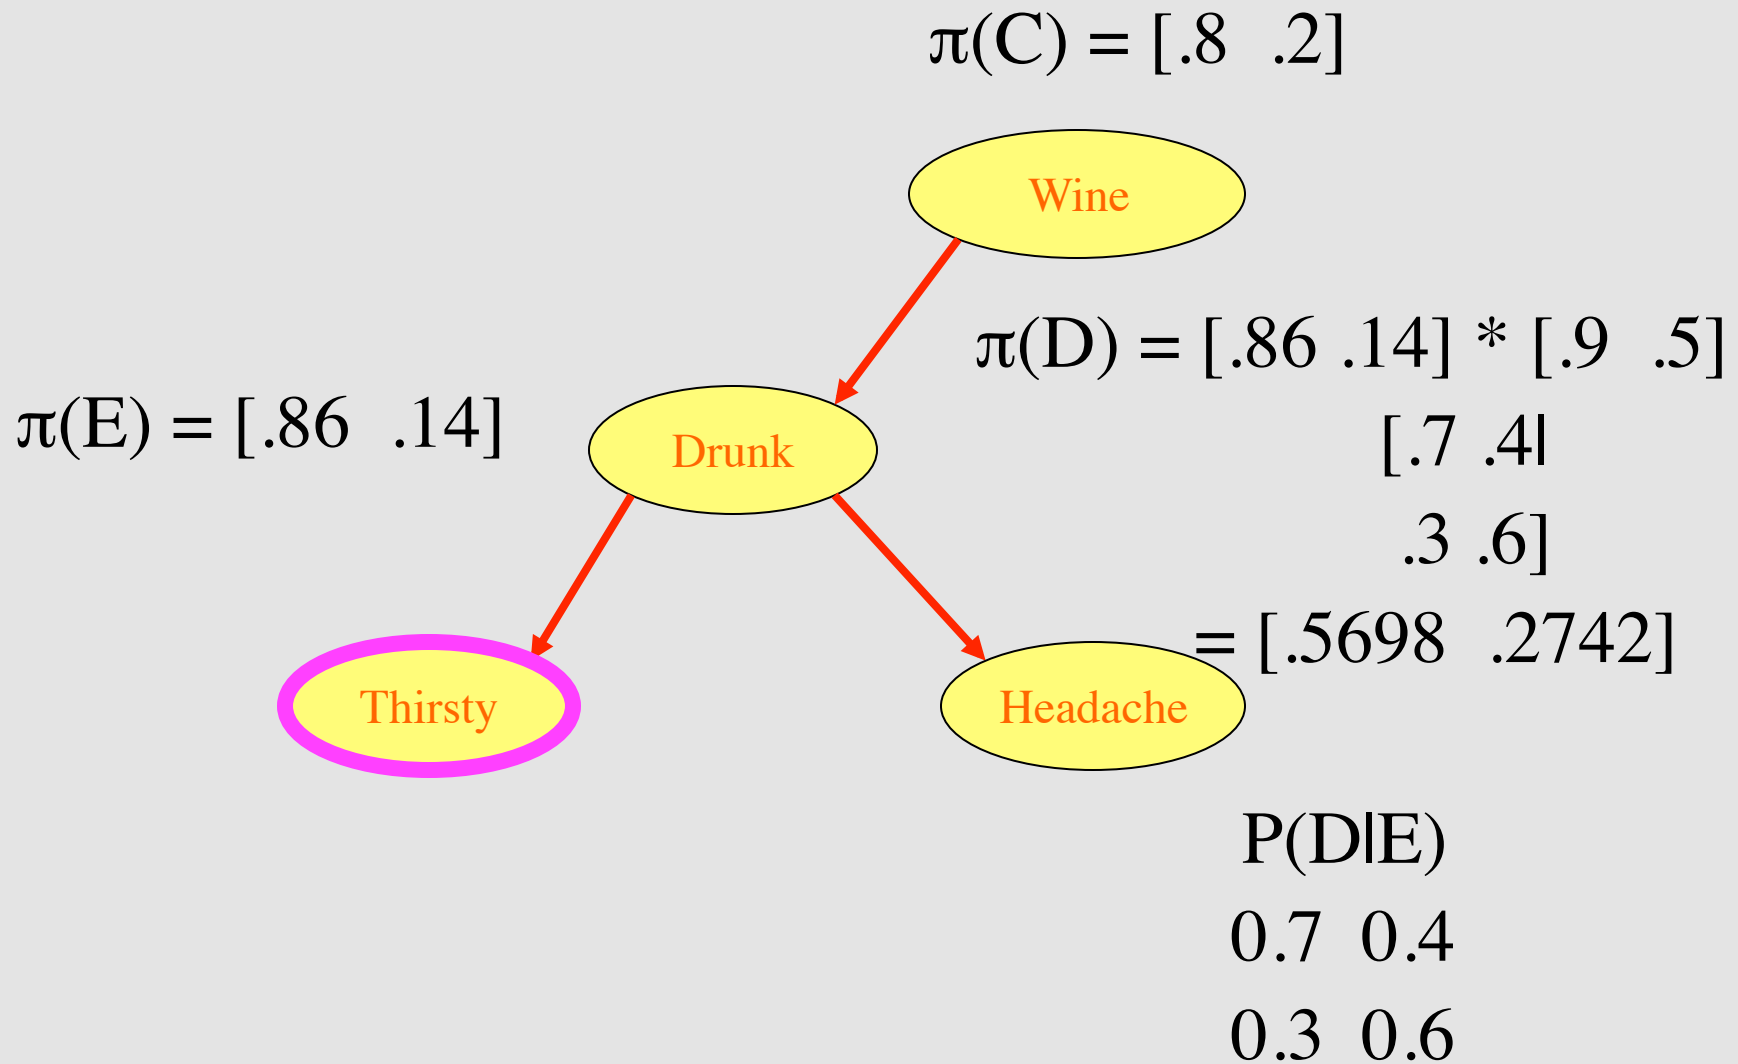 π(C) = [.8 .2]
Wine
π(D) = [.86 .14] * [.9 .5]
π(E) = [.86 .14]
Drunk
[.7 .4|
.3 .6]
= [.5698 .2742]
Thirsty
Headache
P(D|E)
0.7 0.4
0.3 0.6